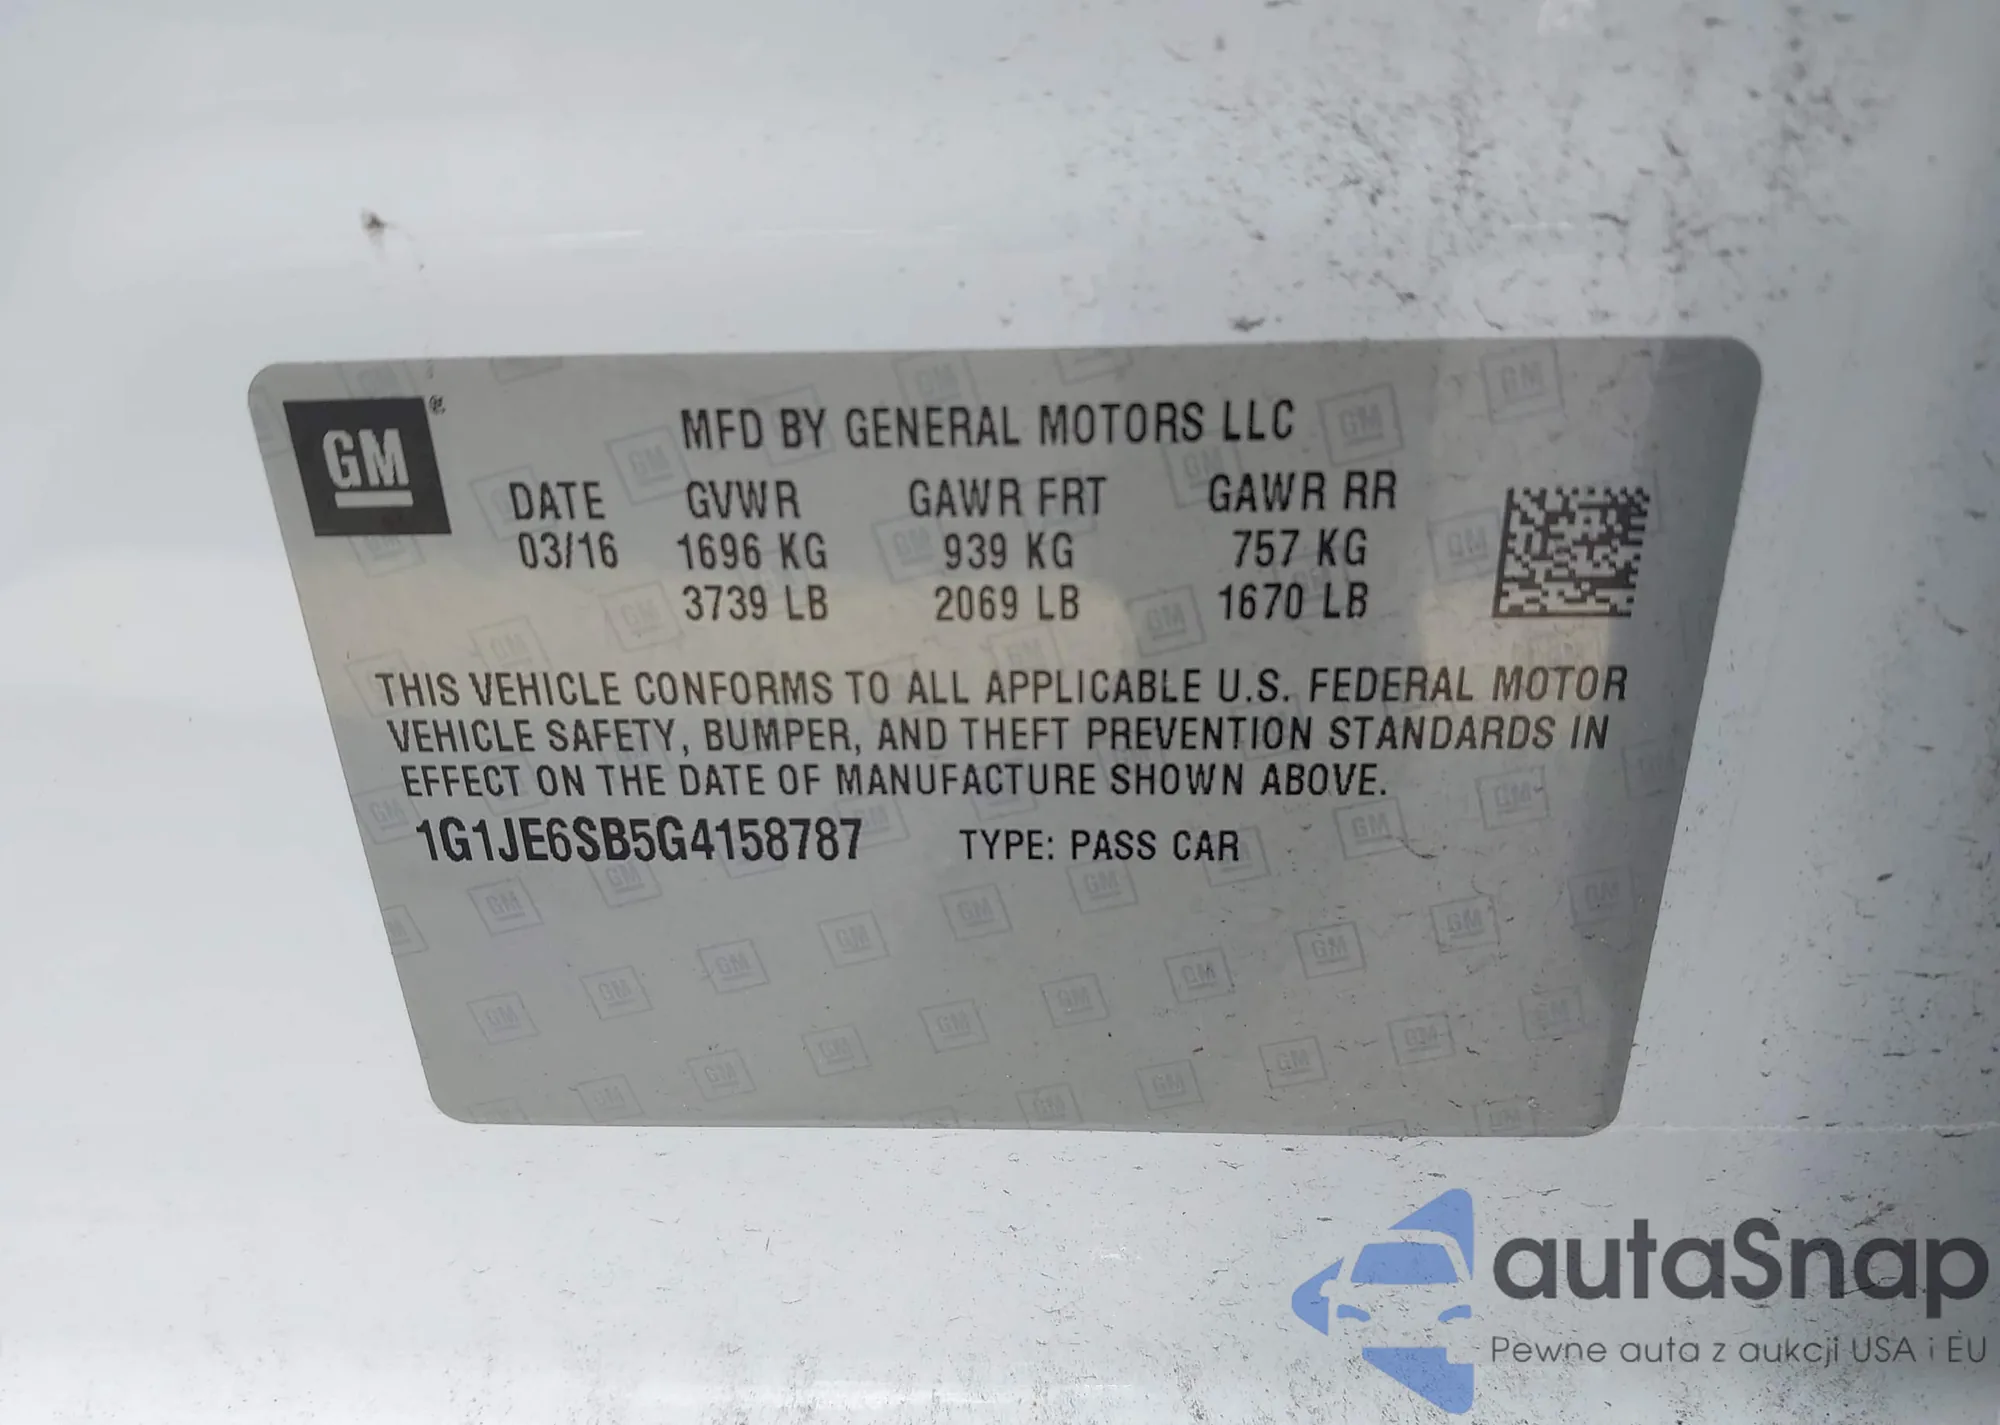 GM
®
MFD BY GENERAL MOTORS LLC
DATE GVWR GAWR FRT GAWR RR
03/16 1696 KG 939 KG 757 KG
3739 LB 2069 LB 1670 LB
THIS VEHICLE CONFORMS TO ALL APPLICABLE U.S. FEDERAL MOTOR
VEHICLE SAFETY, BUMPER, AND THEFT PREVENTION STANDARDS IN
EFFECT ON THE DATE OF MANUFACTURE SHOWN ABOVE.
1G1JE6SB5G4158787 TYPE: PASS CAR
autaSnap
Pewne auta z aukcji USA i EU